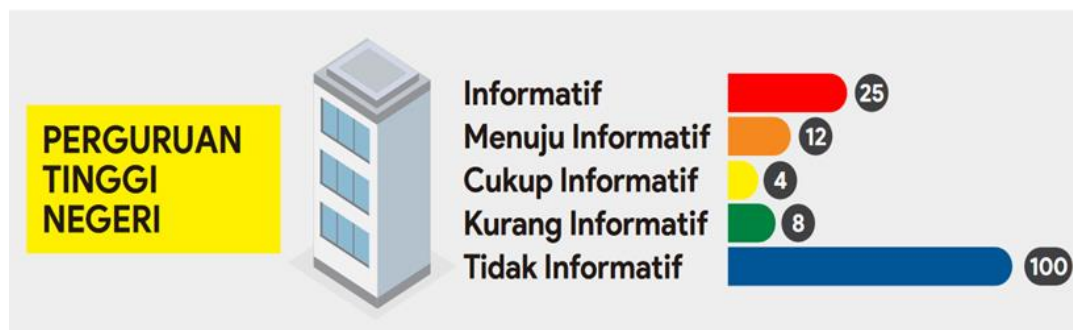 PERGURUAN
TINGGI
NEGERI
Informatif 25
Menuju Informatif 12
Cukup Informatif 4
Kurang Informatif 8
Tidak Informatif 100